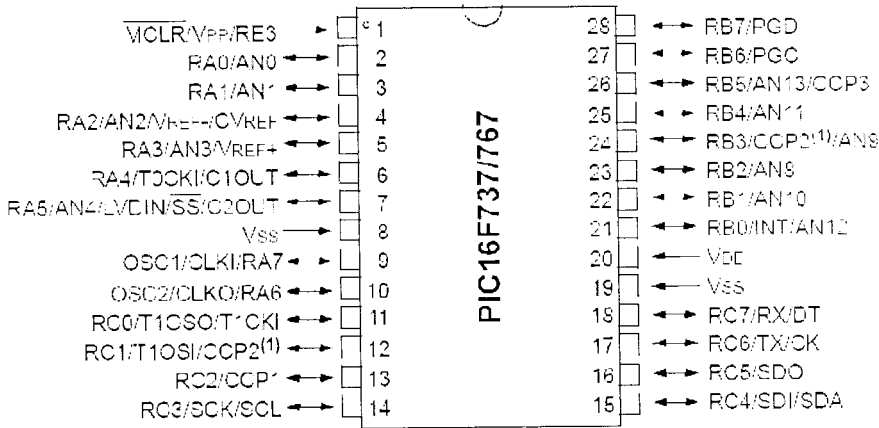 MCLR/VPP/RE3
RA0/AN0
RA1/AN1
RA2/AN2/VREF-/CVREF
RA3/AN3/VREF+
RA4/T0CKI/C1OUT
RA5/AN4/LVDIN/SS/C2OUT
VSS
OSC1/CLKI/RA7
OSC2/CLKO/RA6
RC0/T1OSO/T1CKI
RC1/T1OSI/CCP2(1)
RC2/CCP1
RC3/SCK/SCL
1
2
3
4
5
6
7
8
9
10
11
12
13
14
PIC16F737/767
28
27
26
25
24
23
22
21
20
19
18
17
16
15
RB7/PGD
RB6/PGC
RB5/AN13/CCP3
RB4/AN11
RB3/CCP2(1)/AN9
RB2/AN8
RB1/AN10
RB0/INT/AN12
VDD
VSS
RC7/RX/DT
RC6/TX/CK
RC5/SDO
RC4/SDI/SDA